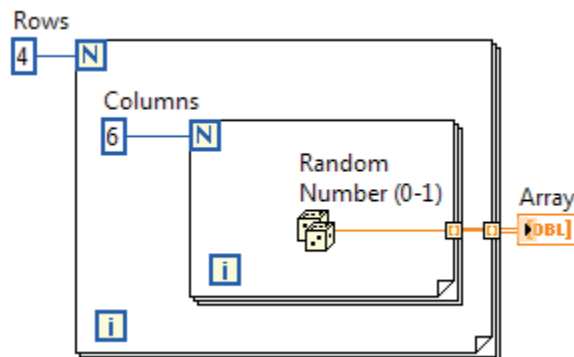 Rows
4
N
Columns
6
N
Random
Number (0-1)
Array
[DBL]
i
i